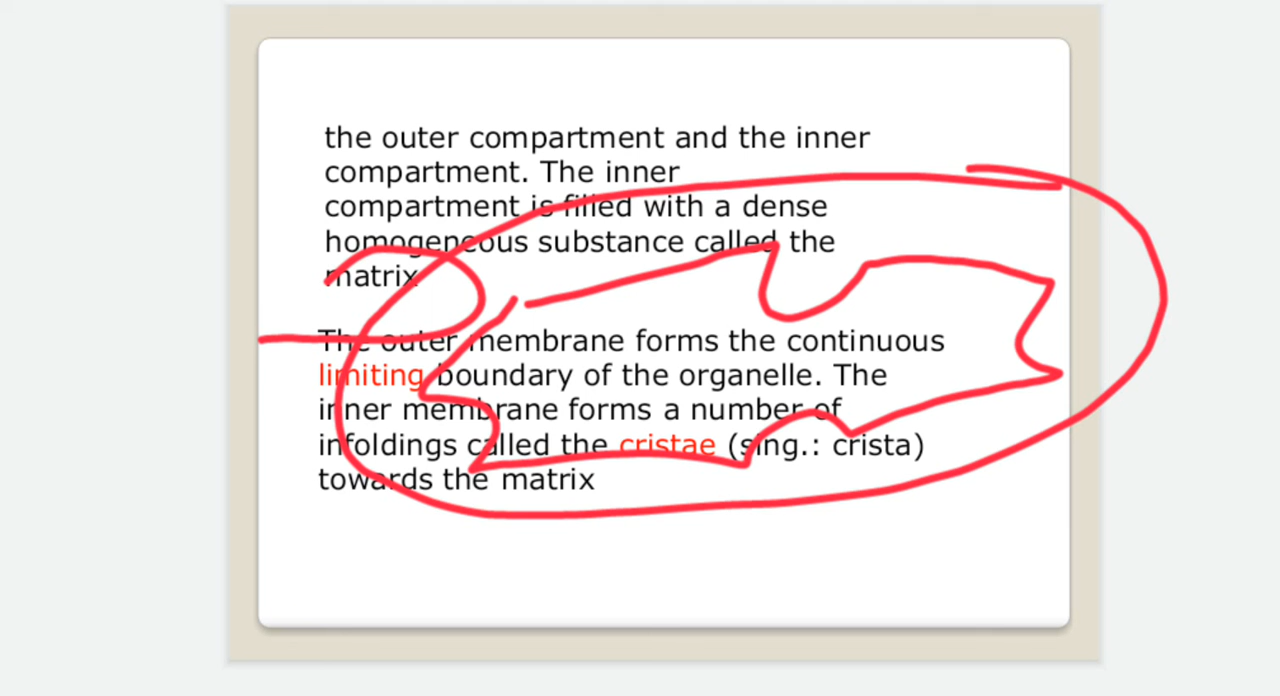 the outer compartment and the inner
compartment. The inner
compartment is filled with a dense
homogeneous substance called the
matrix
The outer membrane forms the continuous
limiting boundary of the organelle. The
inner membrane forms a number of
infoldings called the cristae (sing.: crista)
towards the matrix